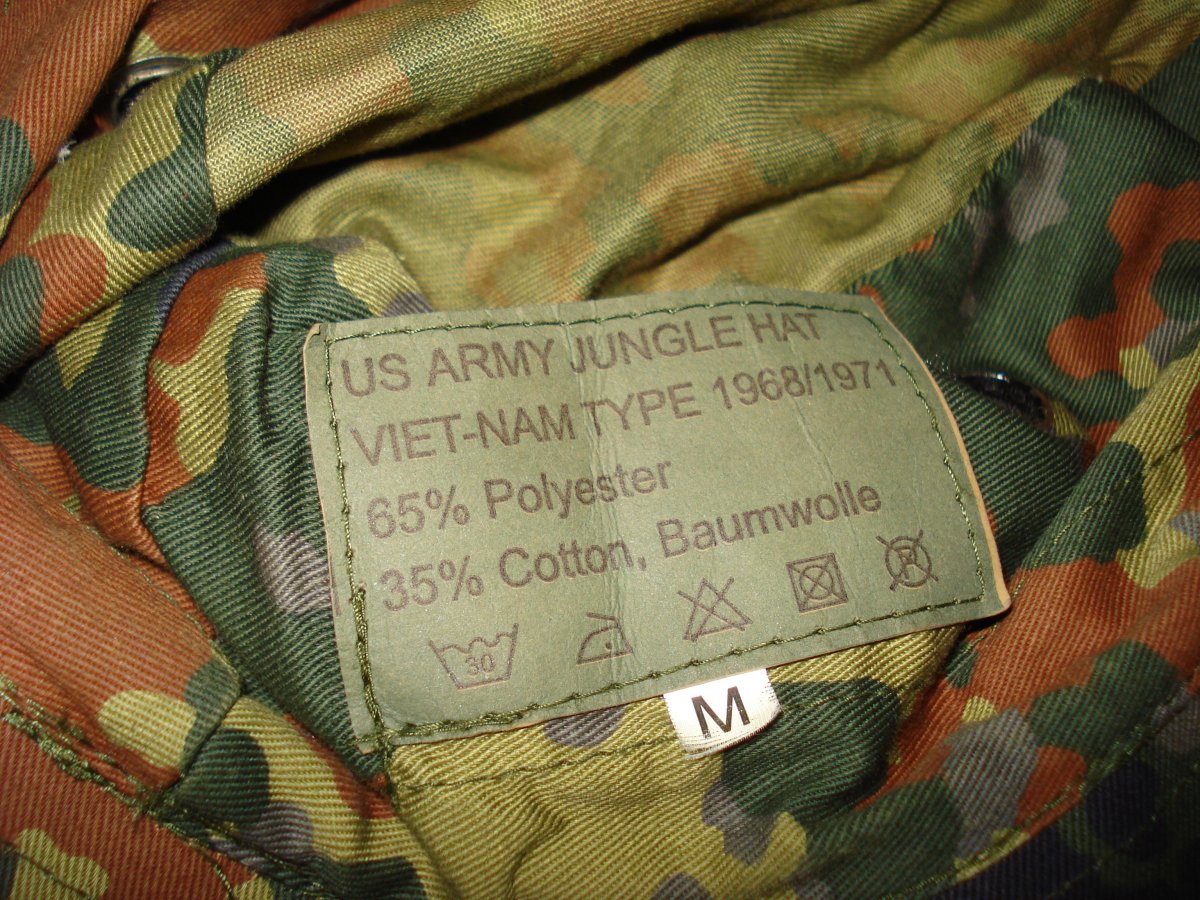 US ARMY JUNGLE HAT
VIET-NAM TYPE 1968/1971
65% Polyester
35% Cotton, Baumwolle
30
R
M